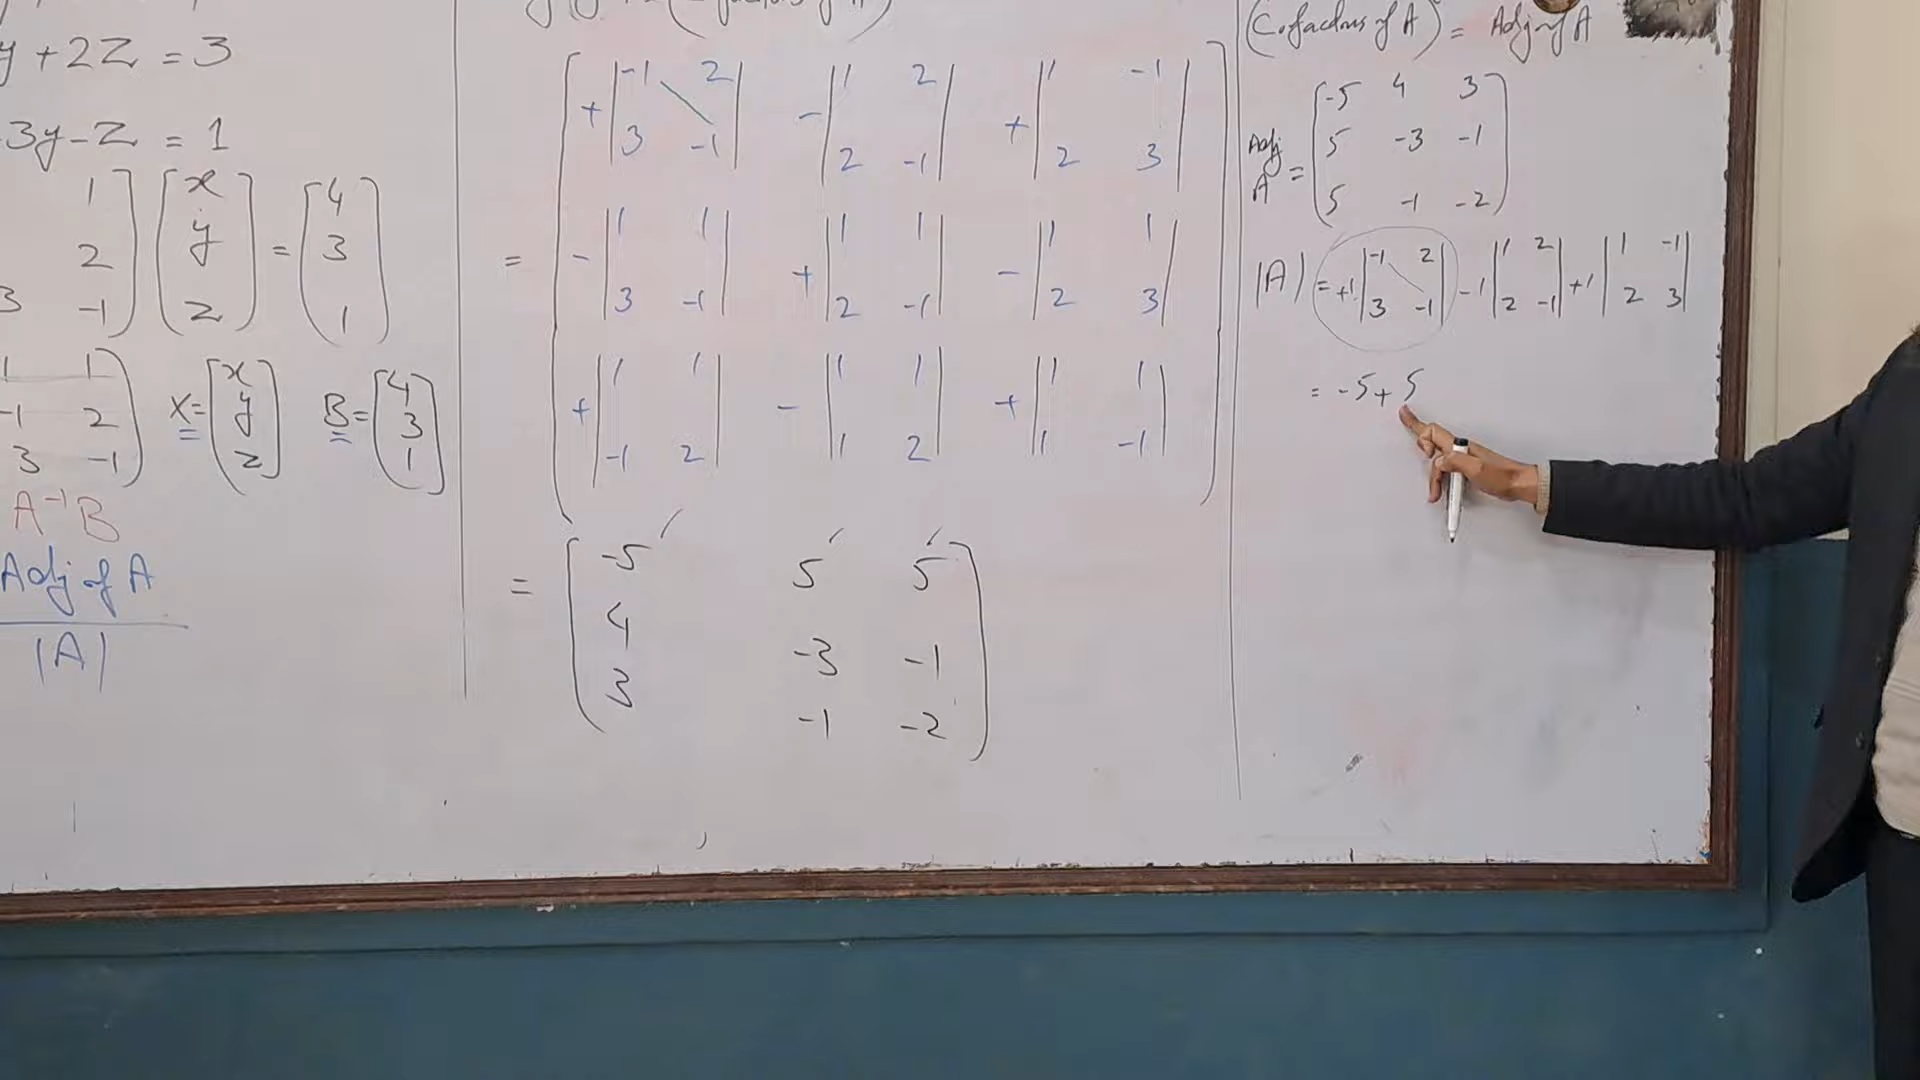 y + 2z = 3
3y - z = 1
1] [x] [4]
2] [y] = [3]
3 -1] [z] [1]
1 1] [x] [4]
-1 2] X = [y] B = [3]
3 -1] [z] [1]
A⁻¹B
Adj of A
|A|
+|-1 2| -|1 2| +|1 -1|
|3 -1| |2 -1| |2 3|
= -|1 1| +|1 1| -|1 1|
|3 -1| |2 -1| |2 3|
+|1 1| -|1 1| +|1 1|
|-1 2| |1 2| |1 -1|
= [-5 5 5]
[4 -3 -1]
[3 -1 -2]
(Cofactors of A) = Adj of A
Adj A = [-5 4 3]
[5 -3 -1]
[5 -1 -2]
|A| = +1|-1 2| -1|1 2| +1|1 -1|
|3 -1| |2 -1| |2 3|
= -5 + 5